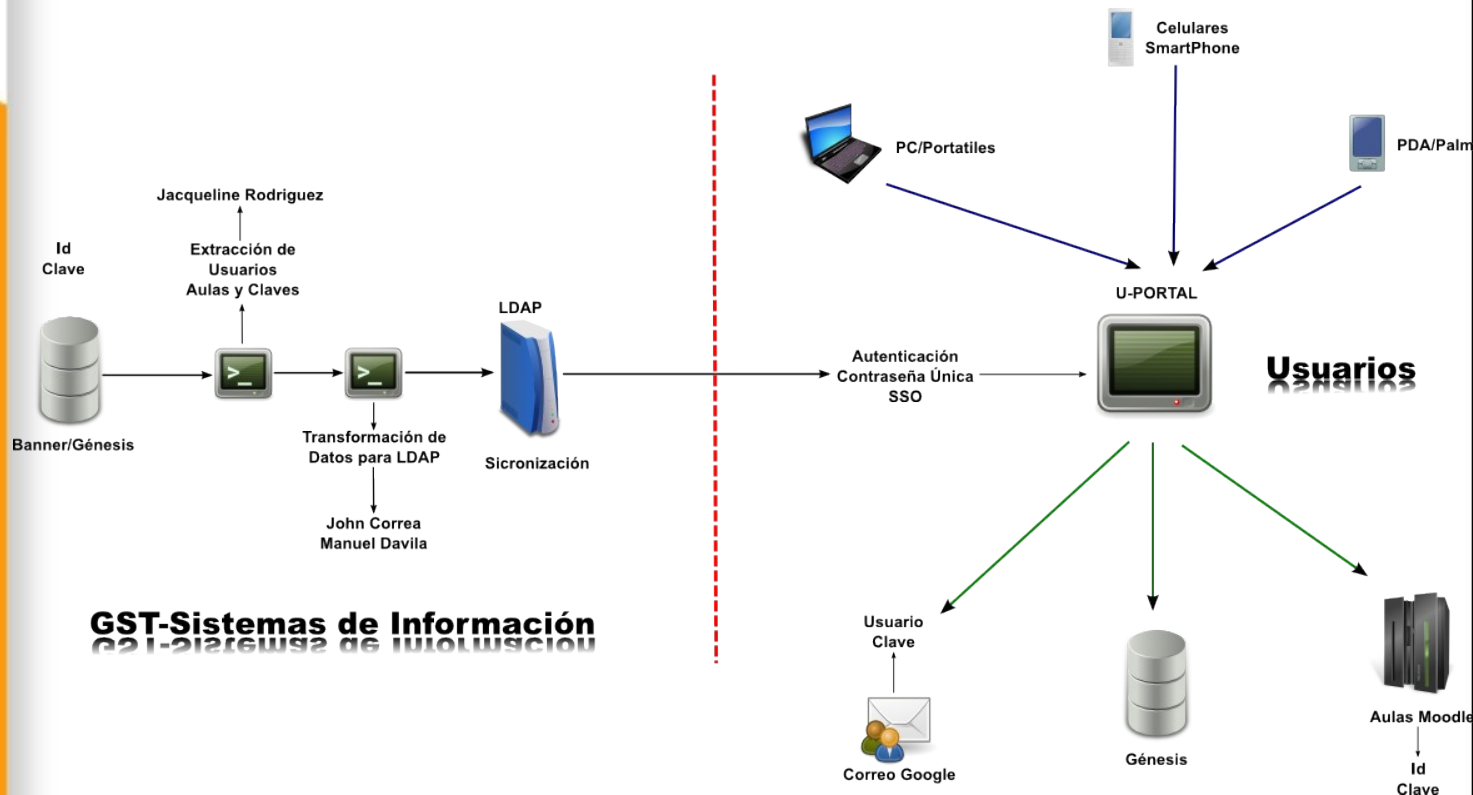 Celulares
SmartPhone
PC/Portatiles
PDA/Palm
Jacqueline Rodriguez
Id
Clave
Extracción de
Usuarios
Aulas y Claves
U-PORTAL
LDAP
>_
>_
Autenticación
Contraseña Única
SSO
Usuarios
Banner/Génesis
Transformación de
Datos para LDAP
Sicronización
John Correa
Manuel Davila
GST-Sistemas de Información
Usuario
Clave
Correo Google
Génesis
Aulas Moodle
Id
Clave